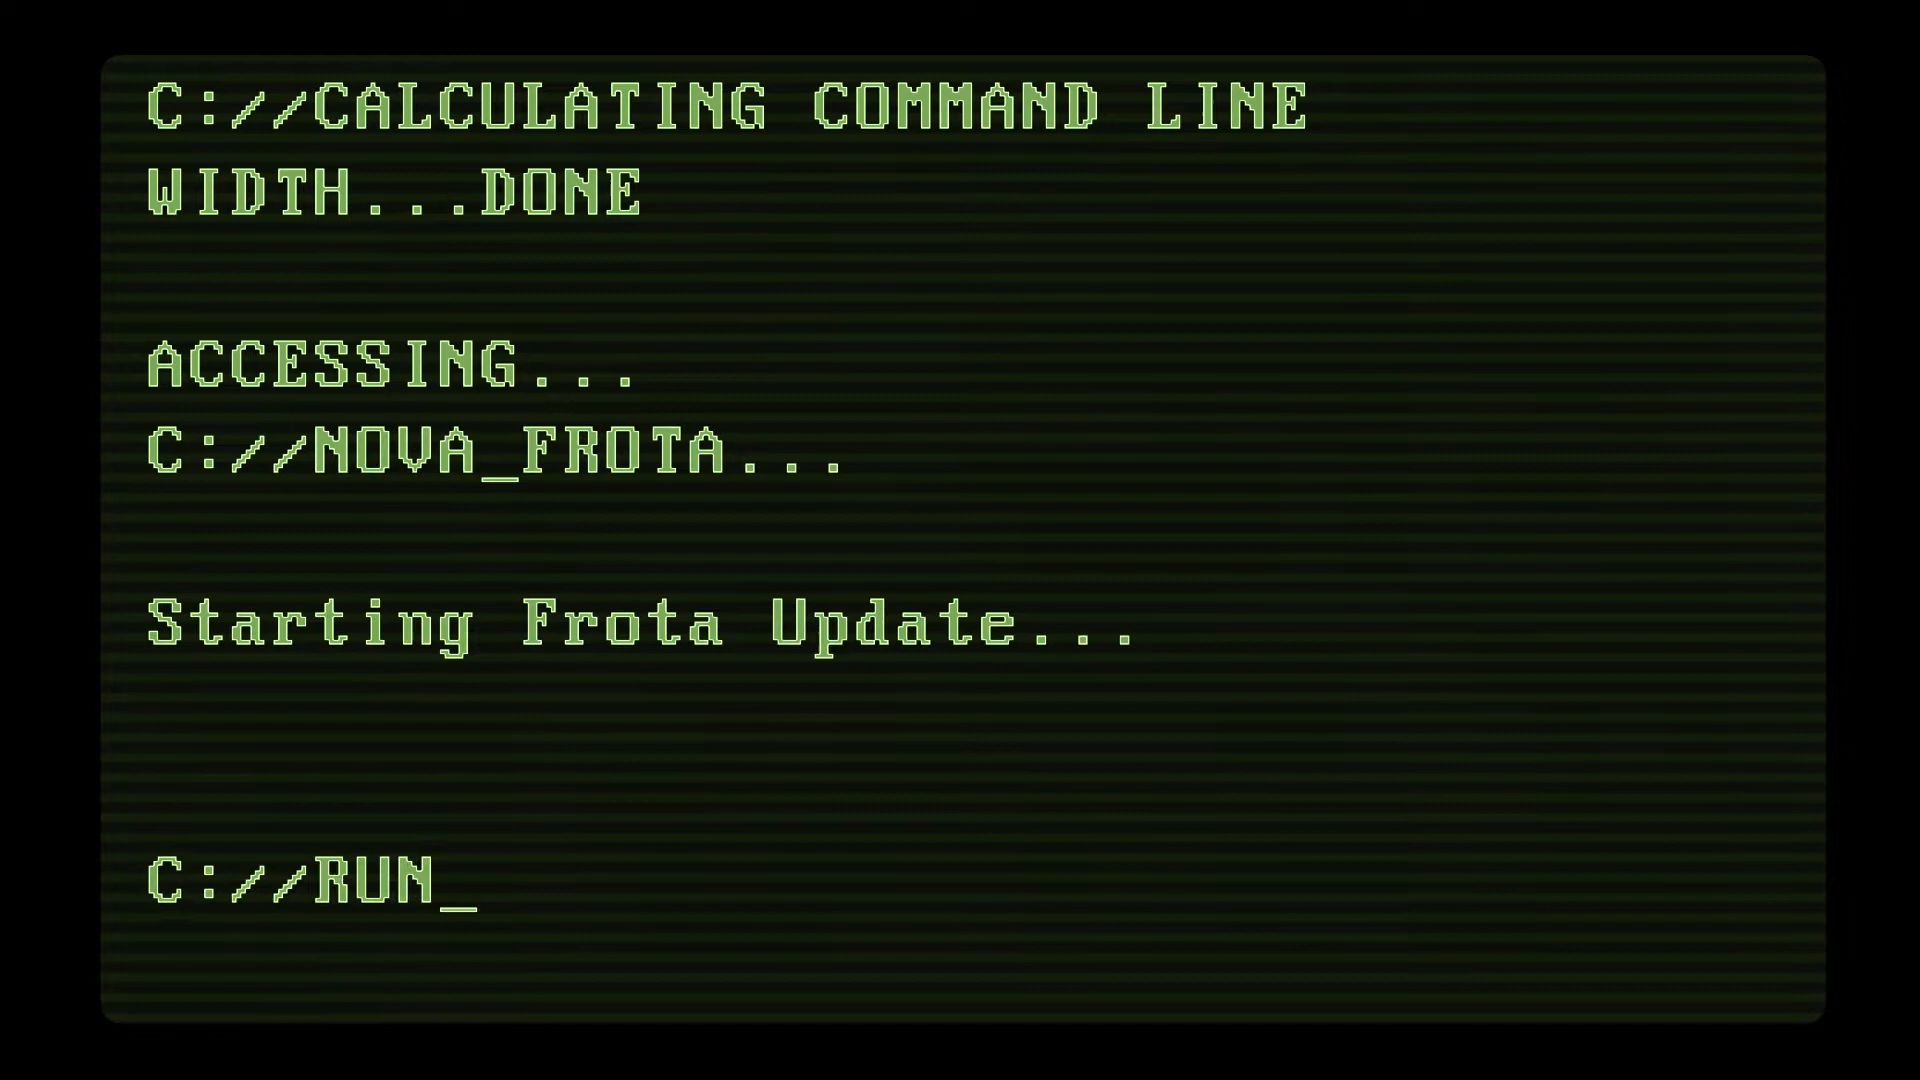 C://CALCULATING COMMAND LINE
WIDTH...DONE
ACCESSING...
C://NOVA_FROTA...
Starting Frota Update...
C://RUN_